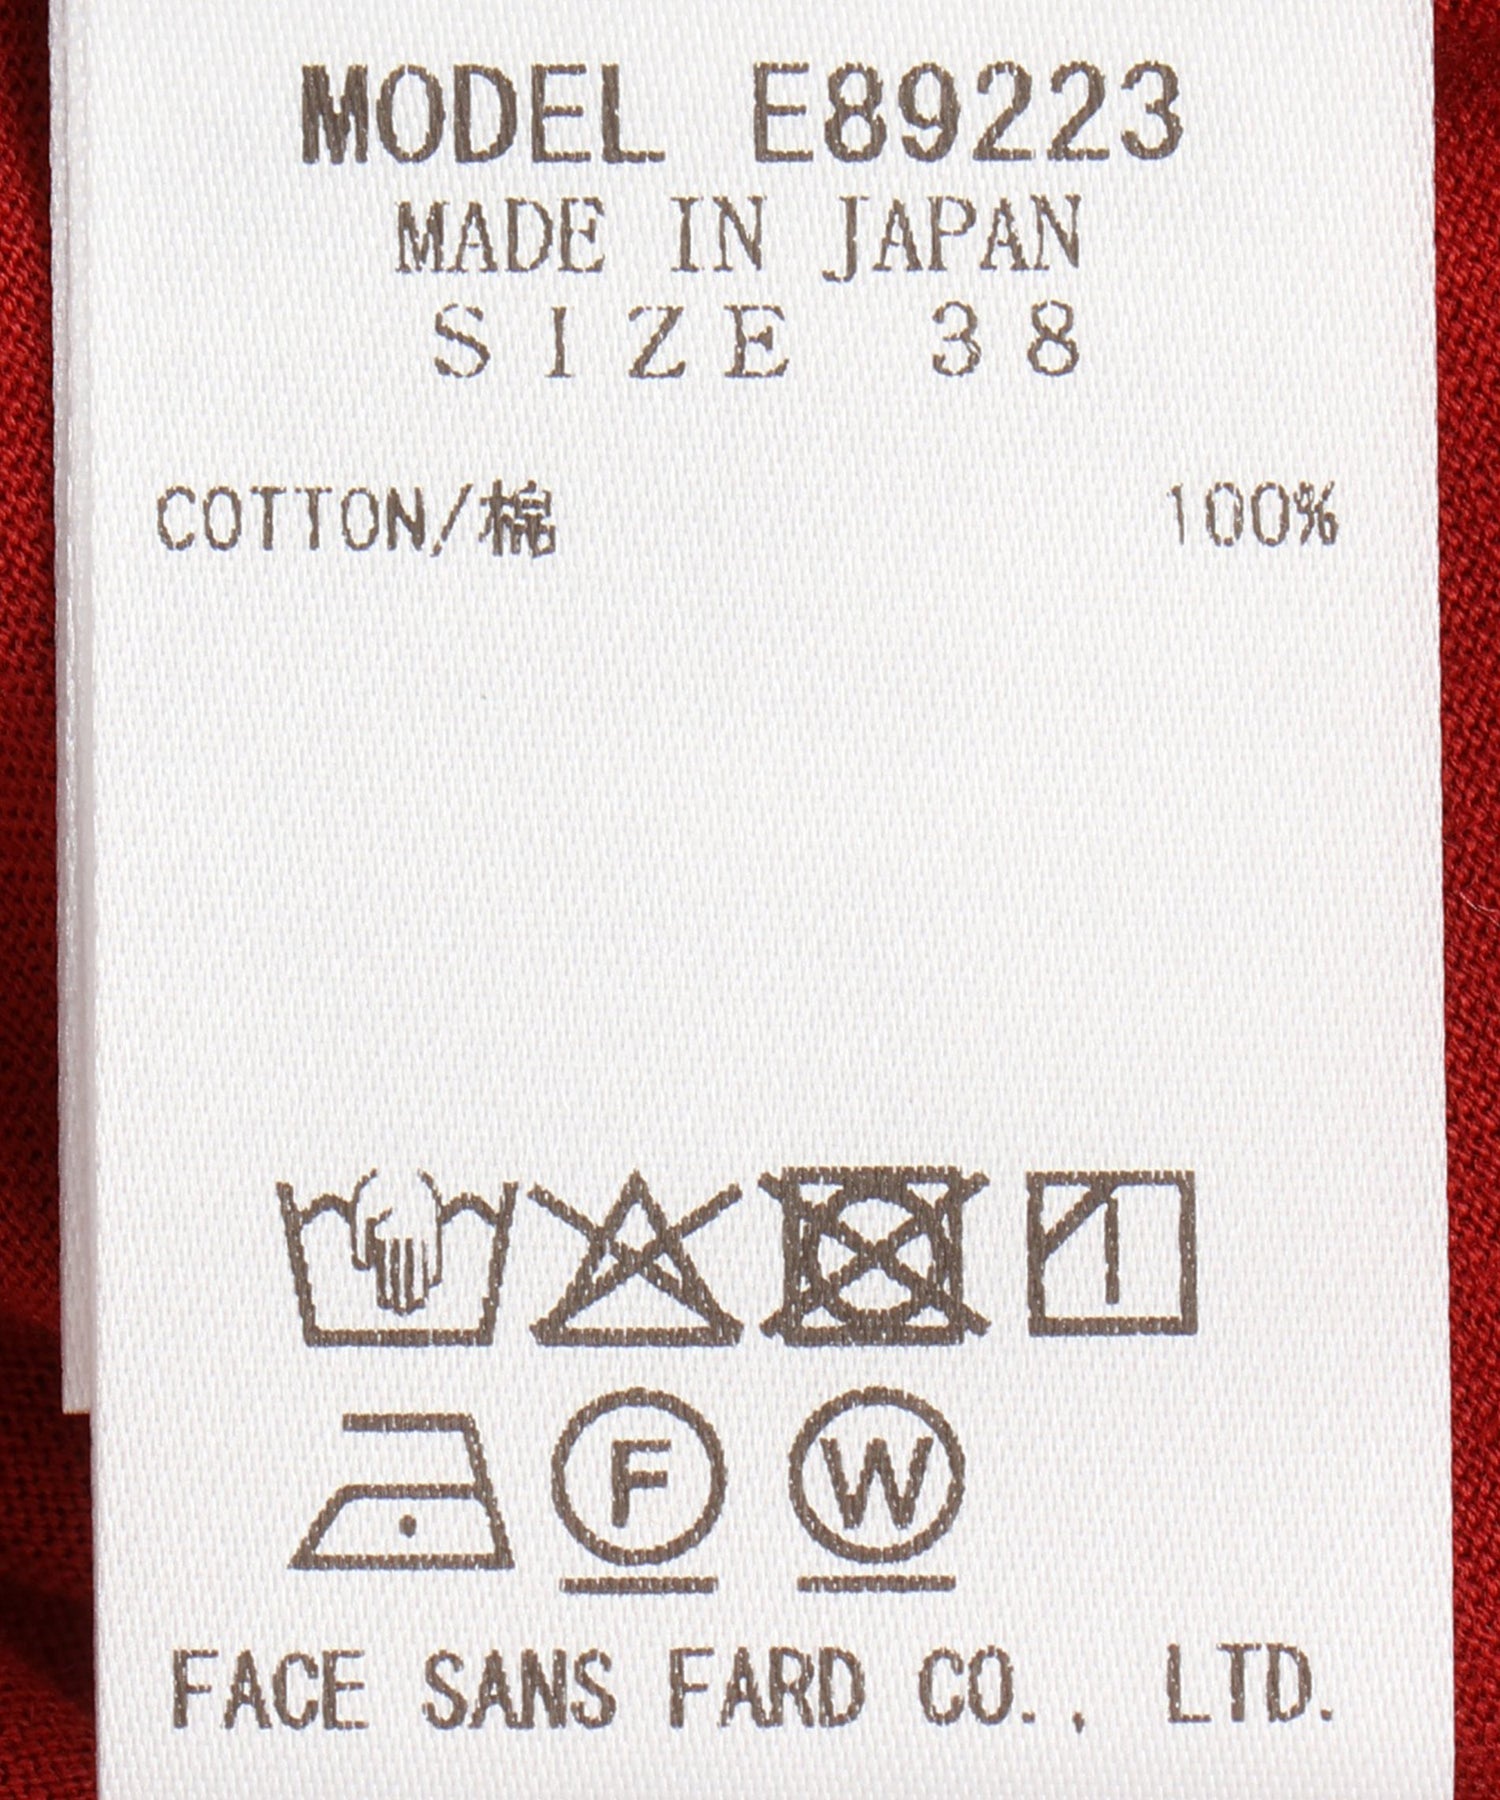 MODEL E89223
MADE IN JAPAN
SIZE 38
COTTON/棉 100%
F W
FACE SANS FARD CO., LTD.